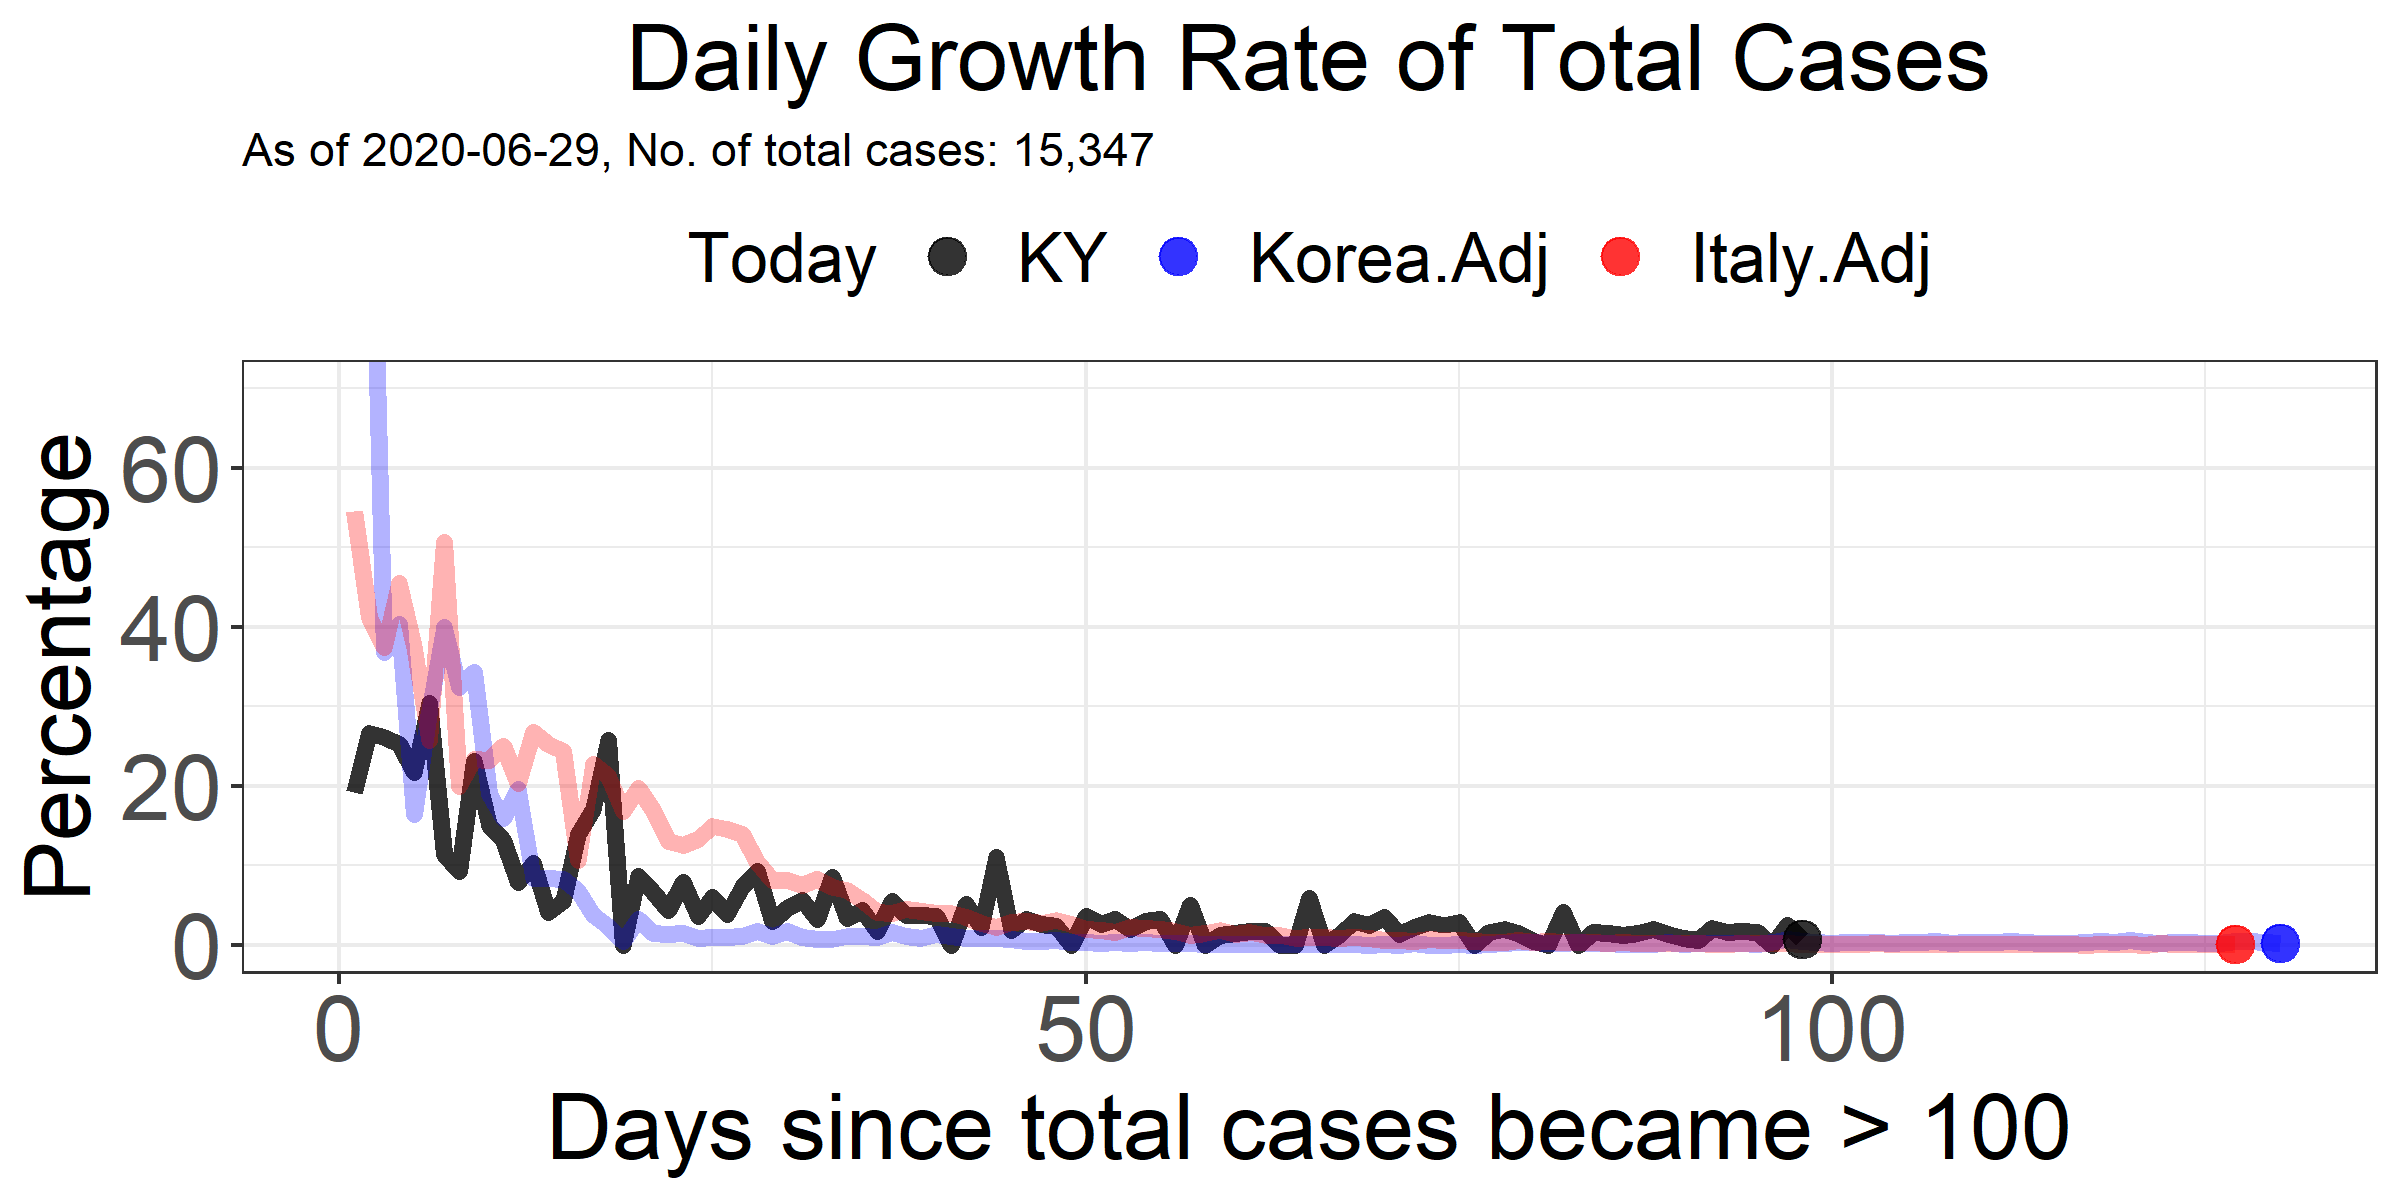 Daily Growth Rate of Total Cases
As of 2020-06-29, No. of total cases: 15,347
Today KY Korea.Adj Italy.Adj
Percentage
60
40
20
0
0 50 100
Days since total cases became > 100